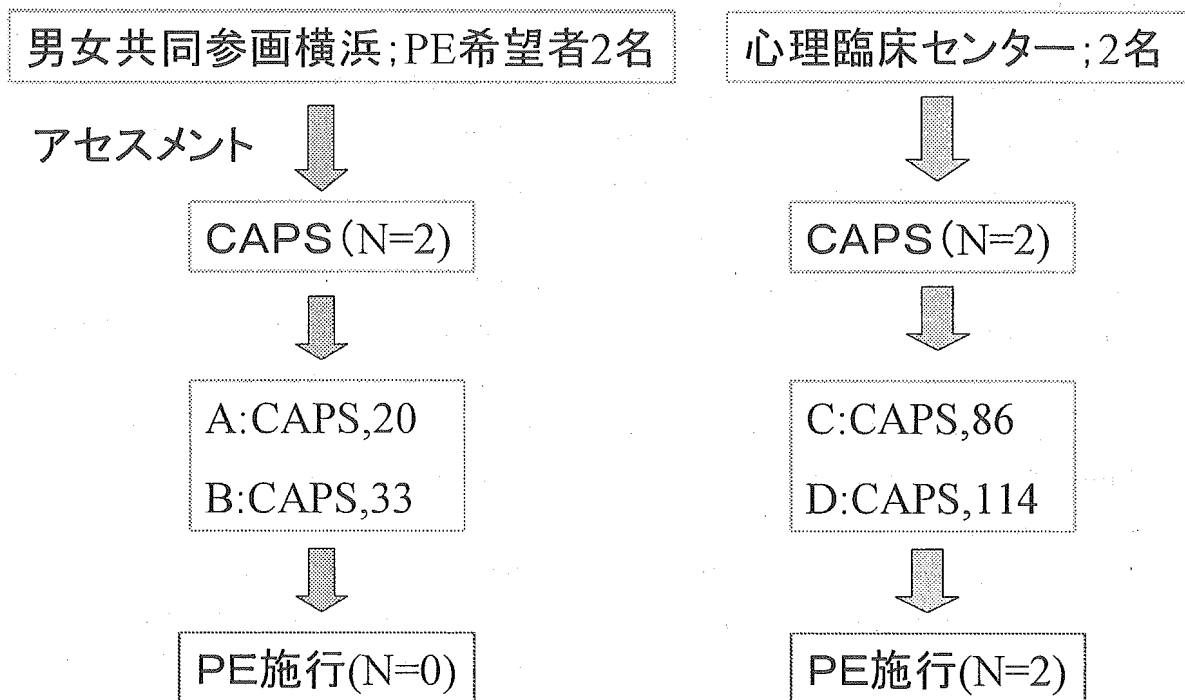 男女共同参画横浜;PE希望者2名
アセスメント
CAPS(N=2)
A:CAPS,20
B:CAPS,33
PE施行(N=0)
心理臨床センター;2名
CAPS(N=2)
C:CAPS,86
D:CAPS,114
PE施行(N=2)